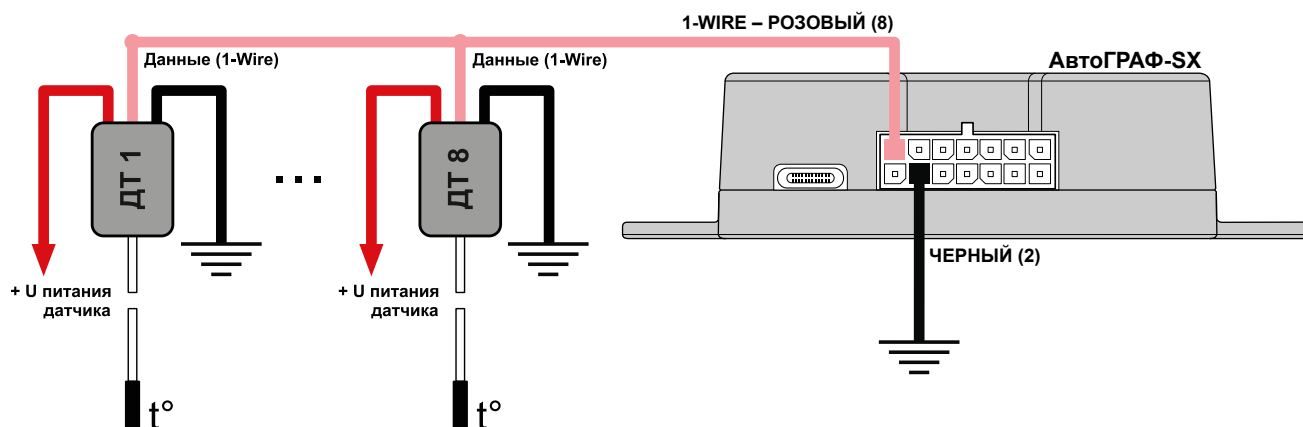 1-WIRE – РОЗОВЫЙ (8)
Данные (1-Wire)
Данные (1-Wire)
АвтоГРАФ-SX
ДТ 1
...
ДТ 8
ЧЕРНЫЙ (2)
+ U питания
датчика
+ U питания
датчика
t°
t°